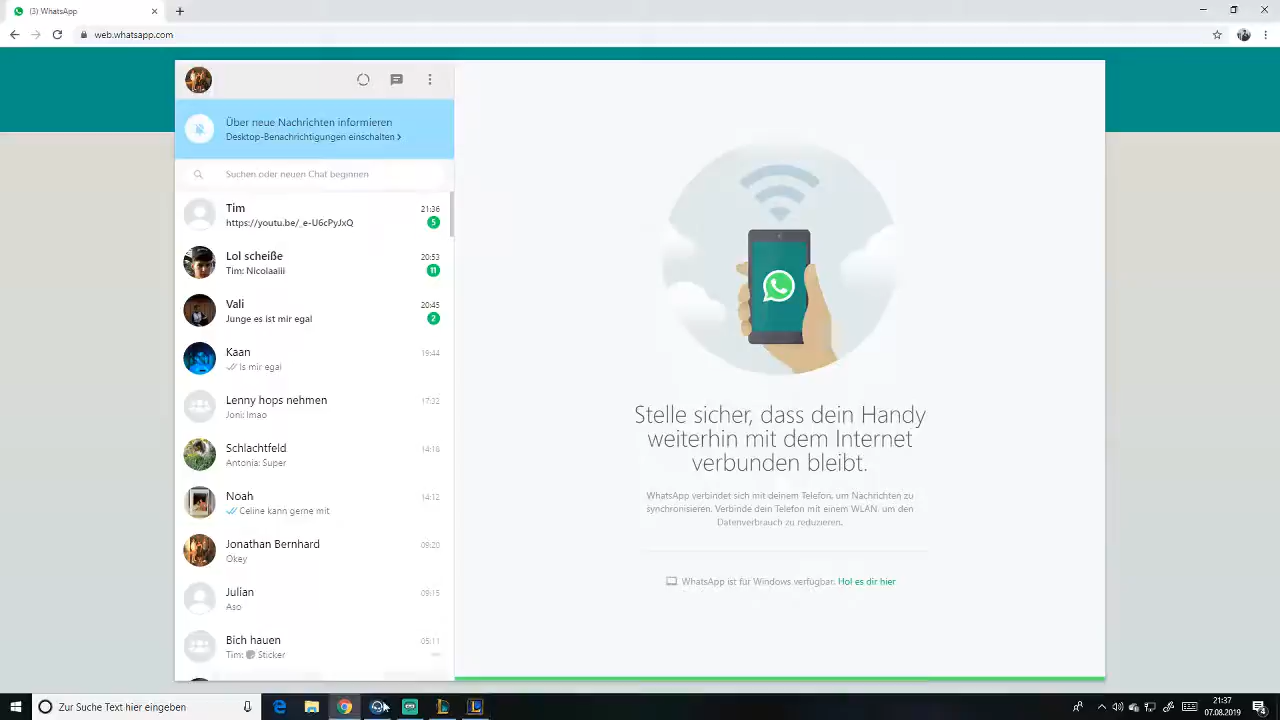 (3) WhatsApp
web.whatsapp.com
Über neue Nachrichten informieren
Desktop-Benachrichtigungen einschalten
Suchen oder neuen Chat beginnen
Tim
21:36
https://youtu.be/_e-U6cPyJxQ
5
Lol scheiße
20:53
Tim: Nicolaaiii
11
Vali
20:45
Junge es ist mir egal
2
Kaan
19:44
Is mir egal
Lenny hops nehmen
17:32
Joni: lmao
Schlachtfeld
14:18
Antonia: Super
Noah
14:12
Celine kann gerne mit
Jonathan Bernhard
09:20
Okey
Julian
09:15
Aso
Bich hauen
05:11
Tim: Sticker
Stelle sicher, dass dein Handy
weiterhin mit dem Internet
verbunden bleibt.
WhatsApp verbindet sich mit deinem Telefon, um Nachrichten zu
synchronisieren. Verbinde dein Telefon mit einem WLAN, um den
Datenverbrauch zu reduzieren.
WhatsApp ist für Windows verfügbar. Hol es dir hier
Zur Suche Text hier eingeben
21:37
07.08.2019